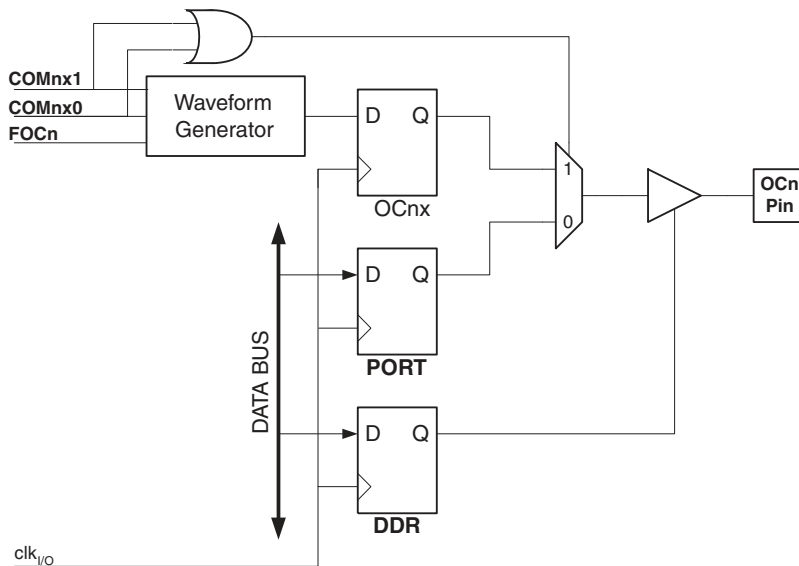 COMnx1
COMnx0
FOCn
Waveform
Generator
D Q
OCnx
1
0
OCn
Pin
D Q
PORT
DATA BUS
D Q
DDR
clkI/O